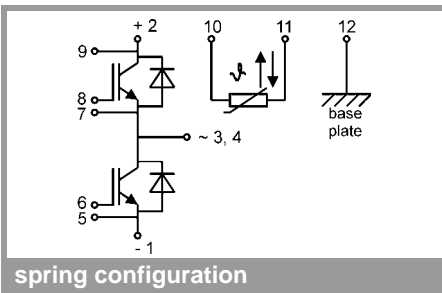 + 2 10 11 12
9
ϑ
8
7
base
plate
~ 3, 4
6
5
- 1
spring configuration